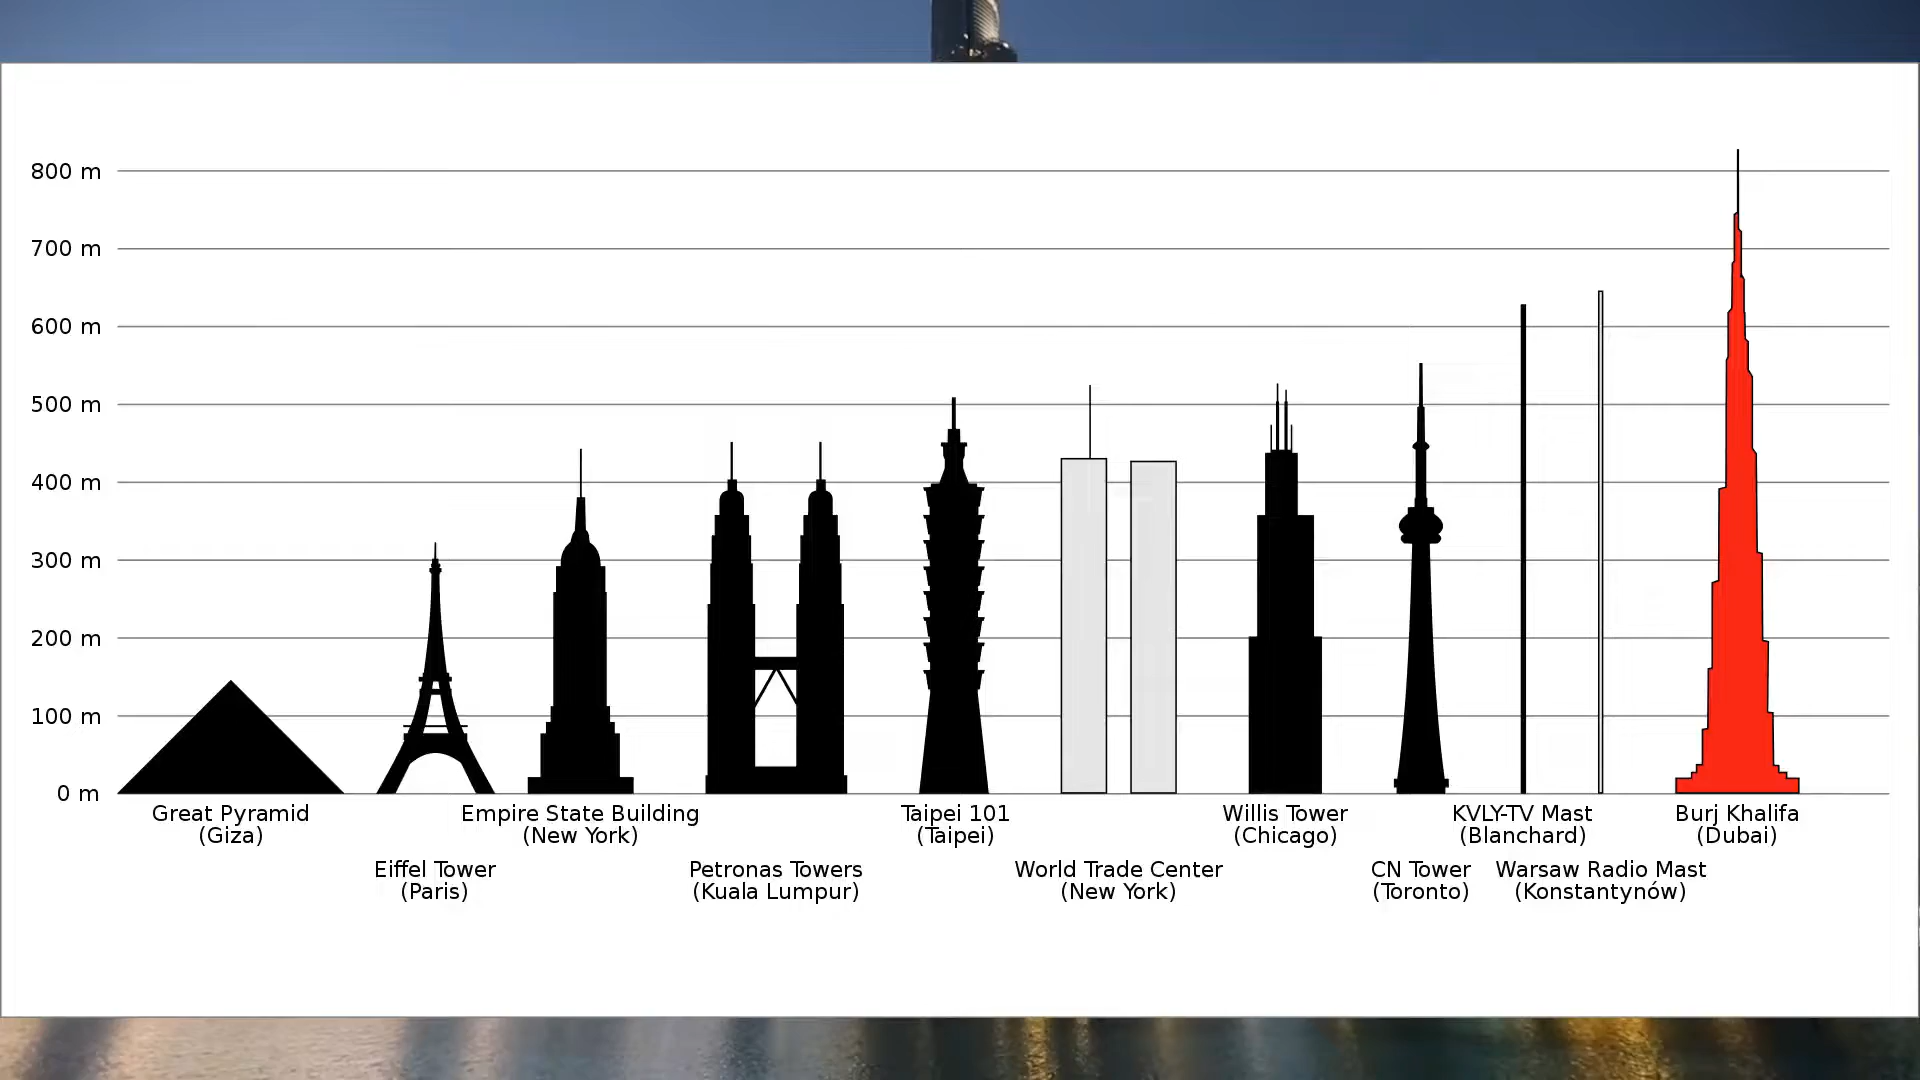 800 m
700 m
600 m
500 m
400 m
300 m
200 m
100 m
0 m
Great Pyramid
(Giza)
Eiffel Tower
(Paris)
Empire State Building
(New York)
Petronas Towers
(Kuala Lumpur)
Taipei 101
(Taipei)
World Trade Center
(New York)
Willis Tower
(Chicago)
CN Tower
(Toronto)
KVLY-TV Mast
(Blanchard)
Warsaw Radio Mast
(Konstantynów)
Burj Khalifa
(Dubai)